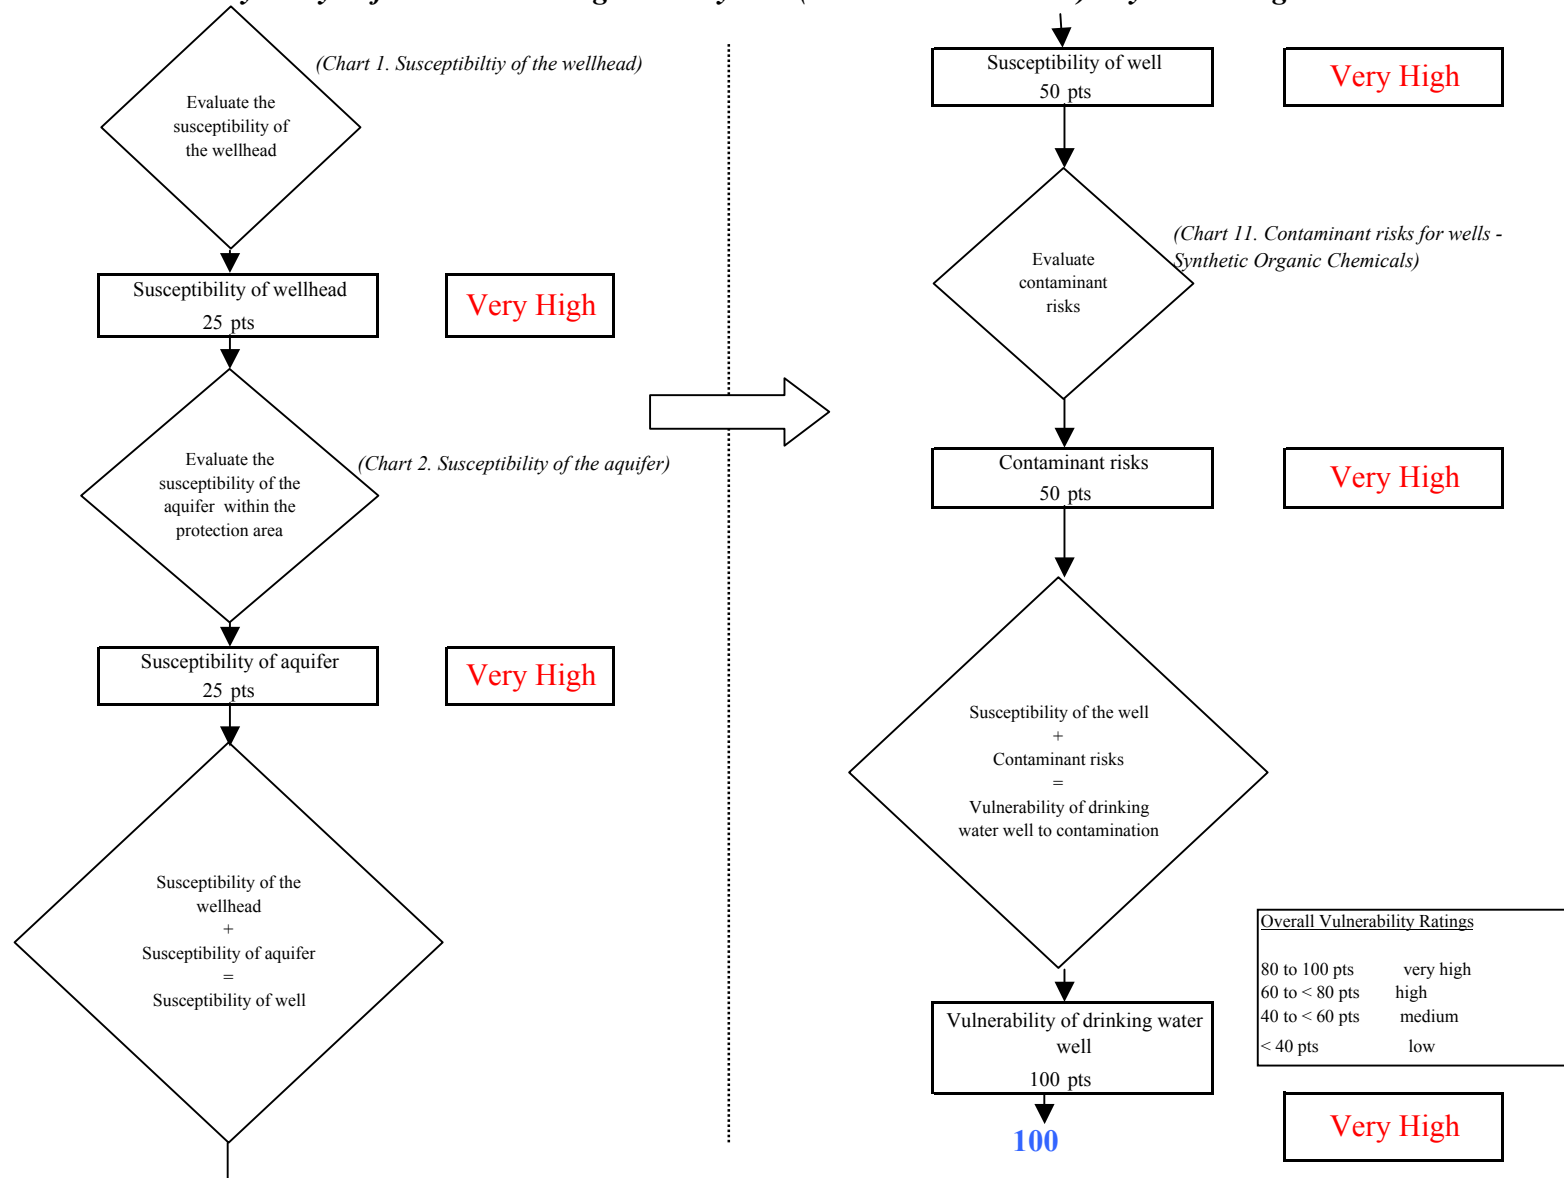 (Chart 1. Susceptibiltiy of the wellhead)
Evaluate the
susceptibility of
the wellhead
Susceptibility of wellhead
25 pts
Very High
Evaluate the
susceptibility of the
aquifer within the
protection area
(Chart 2. Susceptibility of the aquifer)
Susceptibility of aquifer
25 pts
Very High
Susceptibility of the
wellhead
+
Susceptibility of aquifer
=
Susceptibility of well
Susceptibility of well
50 pts
Very High
(Chart 11. Contaminant risks for wells -
Synthetic Organic Chemicals)
Evaluate
contaminant
risks
Contaminant risks
50 pts
Very High
Susceptibility of the well
+
Contaminant risks
=
Vulnerability of drinking
water well to contamination
Overall Vulnerability Ratings
80 to 100 pts very high
60 to < 80 pts high
40 to < 60 pts medium
< 40 pts low
Vulnerability of drinking water
well
100 pts
100
Very High